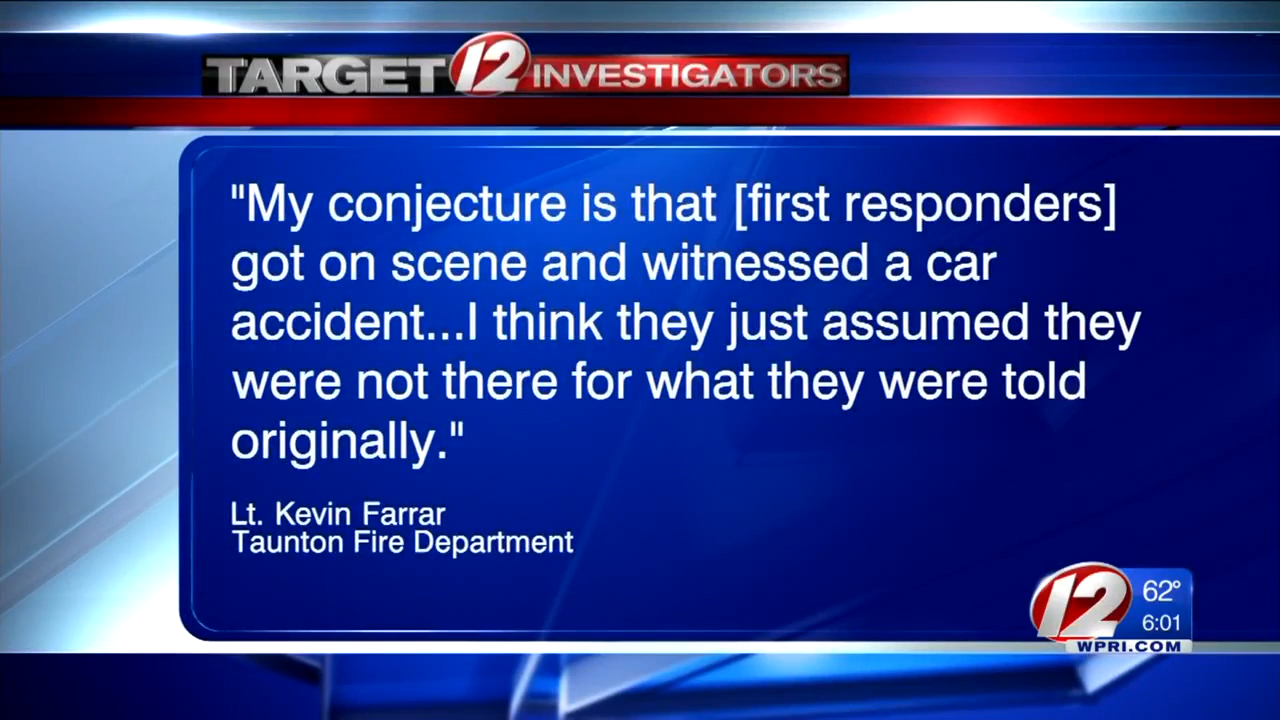 TARGET 12 INVESTIGATORS
"My conjecture is that [first responders]
got on scene and witnessed a car
accident...I think they just assumed they
were not there for what they were told
originally."
Lt. Kevin Farrar
Taunton Fire Department
12
62°
6:01
WPRI.COM